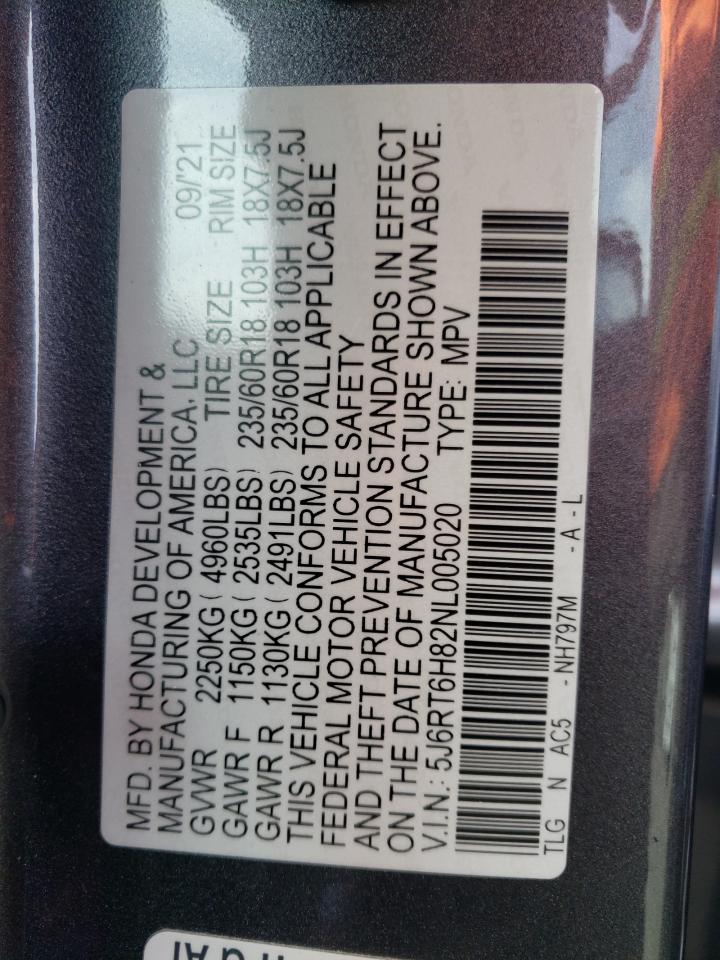 MFD. BY HONDA DEVELOPMENT &
MANUFACTURING OF AMERICA, LLC 09/'21
GVWR 2250KG ( 4960LBS) TIRE SIZE RIM SIZE
GAWR F 1150KG ( 2535LBS) 235/60R18 103H 18X7.5J
GAWR R 1130KG ( 2491LBS) 235/60R18 103H 18X7.5J
THIS VEHICLE CONFORMS TO ALL APPLICABLE
FEDERAL MOTOR VEHICLE SAFETY
AND THEFT PREVENTION STANDARDS IN EFFECT
ON THE DATE OF MANUFACTURE SHOWN ABOVE.
V.I.N.: 5J6RT6H82NL005020 TYPE: MPV
TLG N AC5 -NH797M -A-L